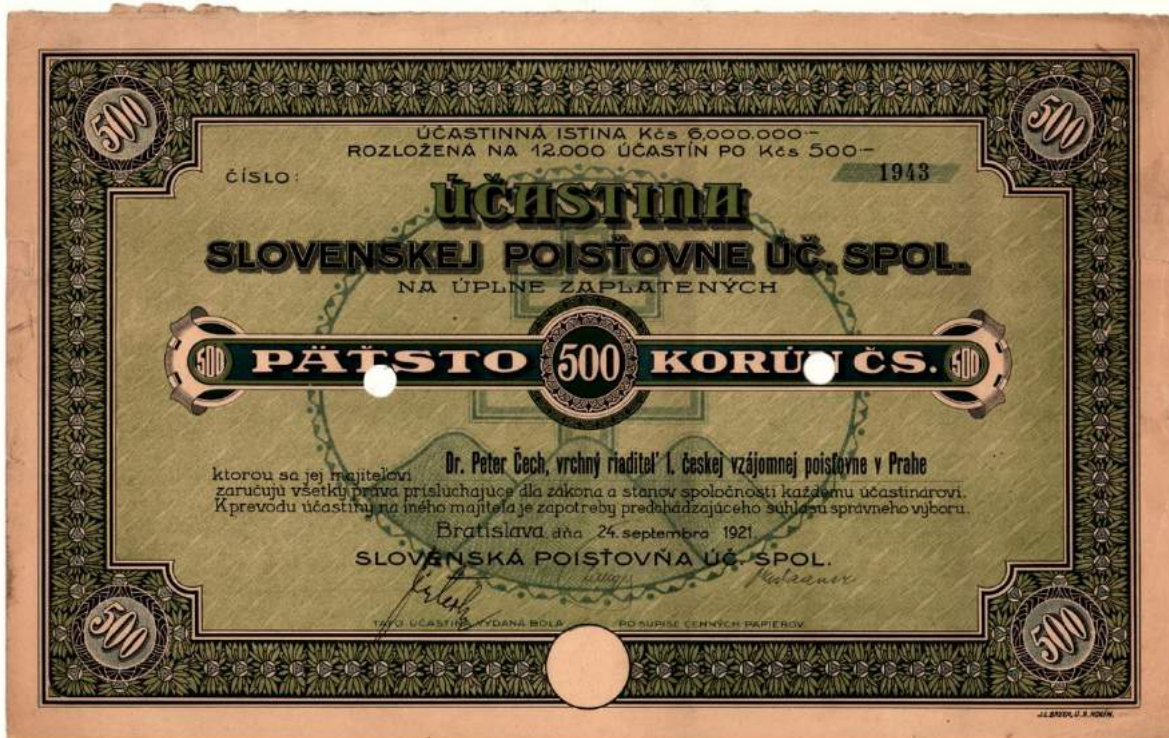 500 500
ÚČASTINNÁ ISTINA Kčs 6,000.000·–
ROZLOŽENÁ NA 12.000 ÚČASTÍN PO Kčs 500·–
ČÍSLO: 1943
ÚČASTINA
SLOVENSKEJ POISŤOVNE ÚČ. SPOL.
NA ÚPLNE ZAPLATENÝCH
500 PÄŤSTO 500 KORÚN ČS. 500
ktorou sa jej majiteľovi Dr. Peter Čech, vrchný riaditeľ I. českej vzájomnej poisťovne v Prahe
zaručujú všetky práva prislúchajúce dľa zákona a stanov spoločnosti každému účastinárovi.
K prevodu účastiny na iného majiteľa je zapotreby predchádzajúceho súhlasu správneho výboru.
Bratislava, dňa 24. septembra 1921.
SLOVENSKÁ POISŤOVŇA ÚČ. SPOL.
TÁTO ÚČASTINA VYDANÁ BOLA PO SÚPISE CENNÝCH PAPIEROV.
500 500